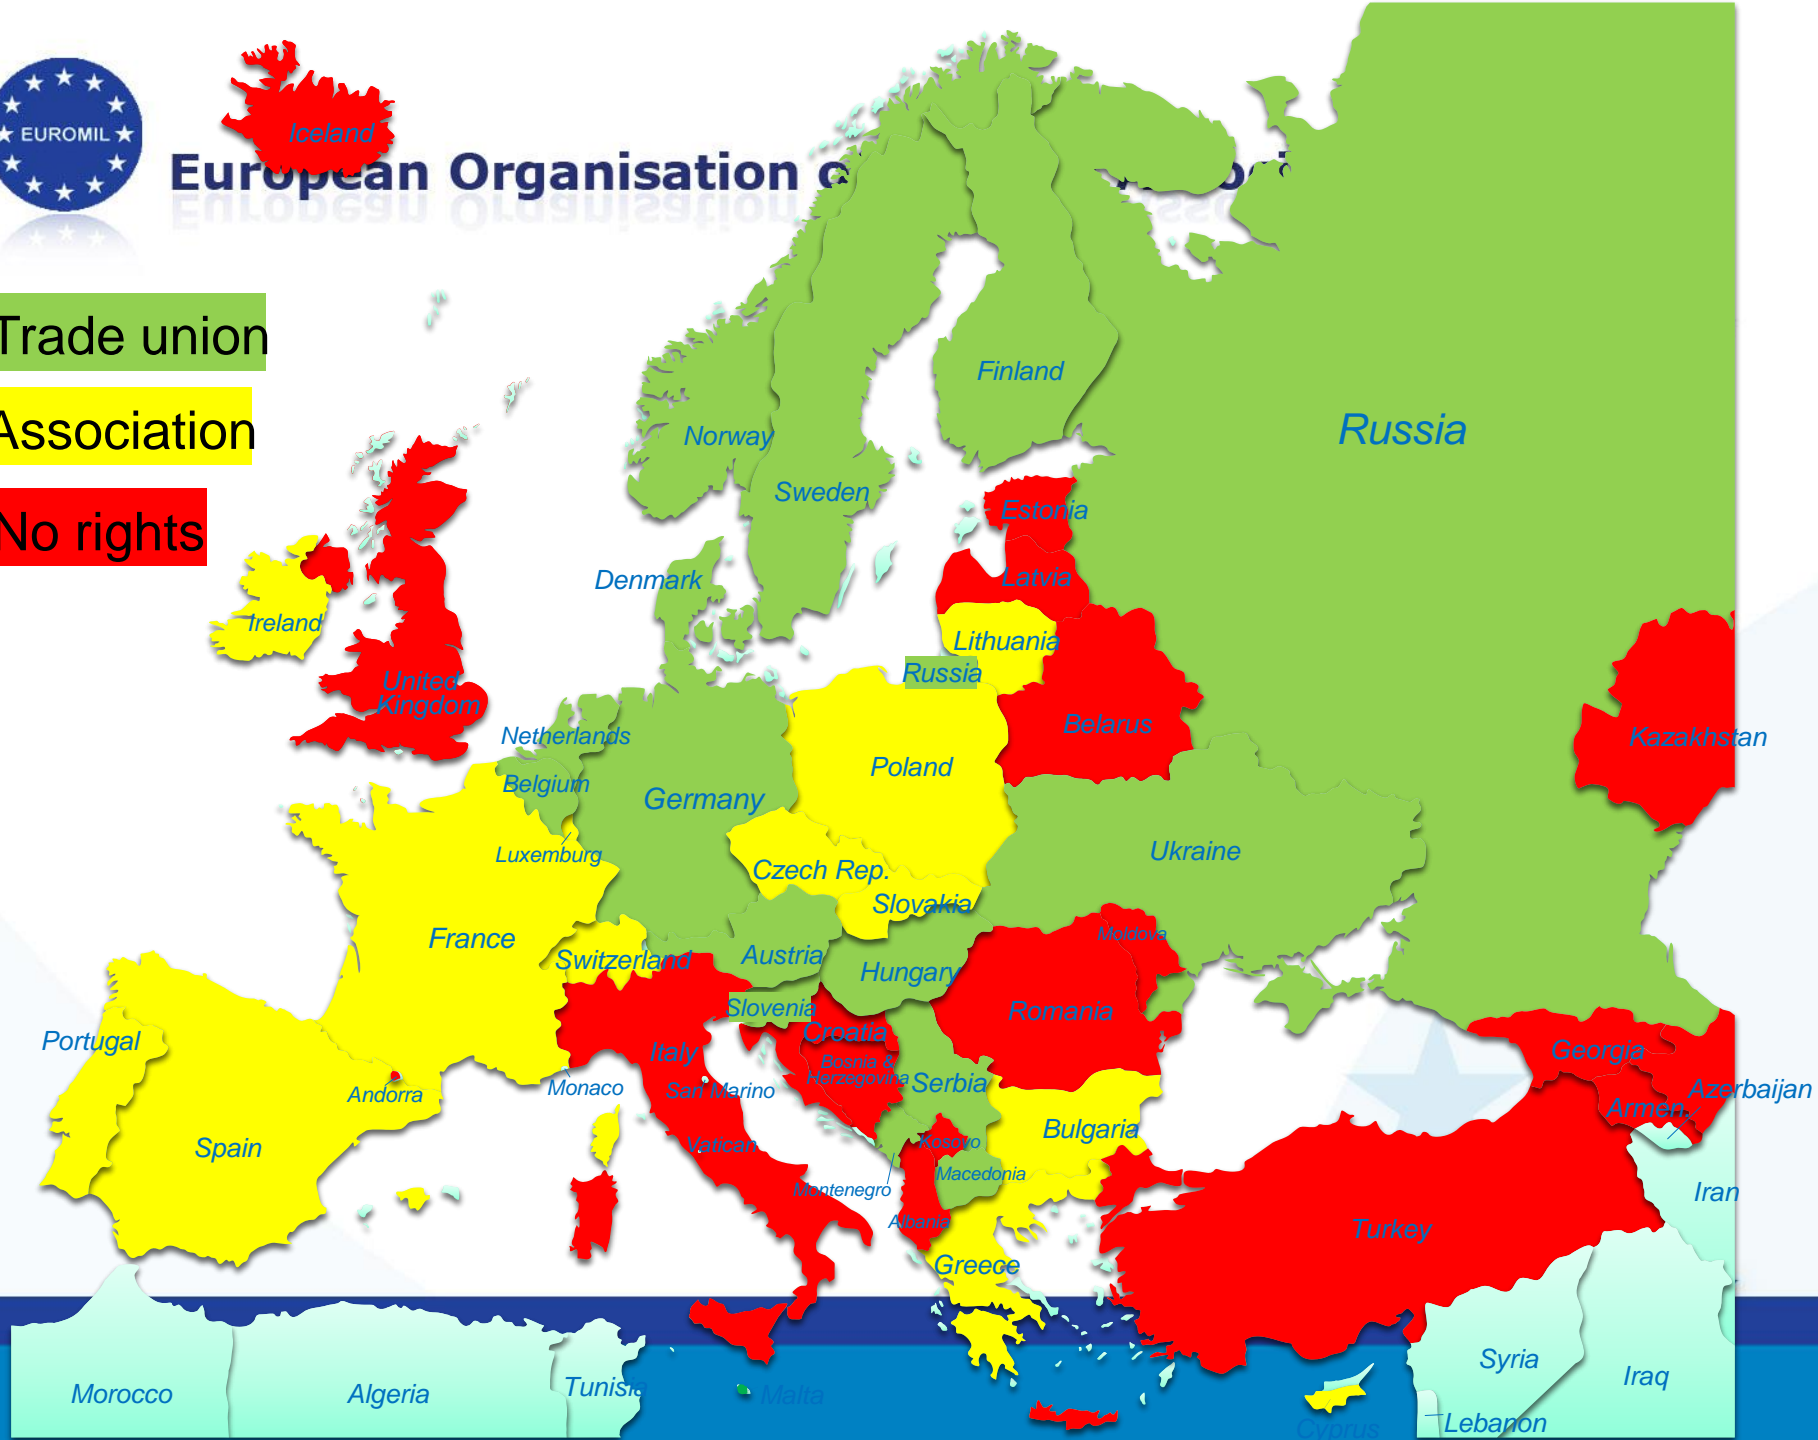 EUROMIL
Iceland
European Organisation
Trade union
Association
No rights
Finland
Russia
Norway
Sweden
Estonia
Denmark
Latvia
Ireland
Lithuania
Russia
United
Kingdom
Belarus
Netherlands
Kazakhstan
Poland
Belgium
Germany
Luxemburg
Ukraine
Czech Rep.
Slovakia
France
Moldova
Switzerland
Austria
Hungary
Slovenia
Romania
Portugal
Croatia
Italy
Georgia
Bosnia &
Herzegovina
Serbia
Andorra
Monaco
San Marino
Azerbaijan
Armen
Spain
Bulgaria
Vatican
Kosovo
Macedonia
Montenegro
Iran
Albania
Turkey
Greece
Syria
Iraq
Morocco
Algeria
Tunisia
Malta
Cyprus
Lebanon